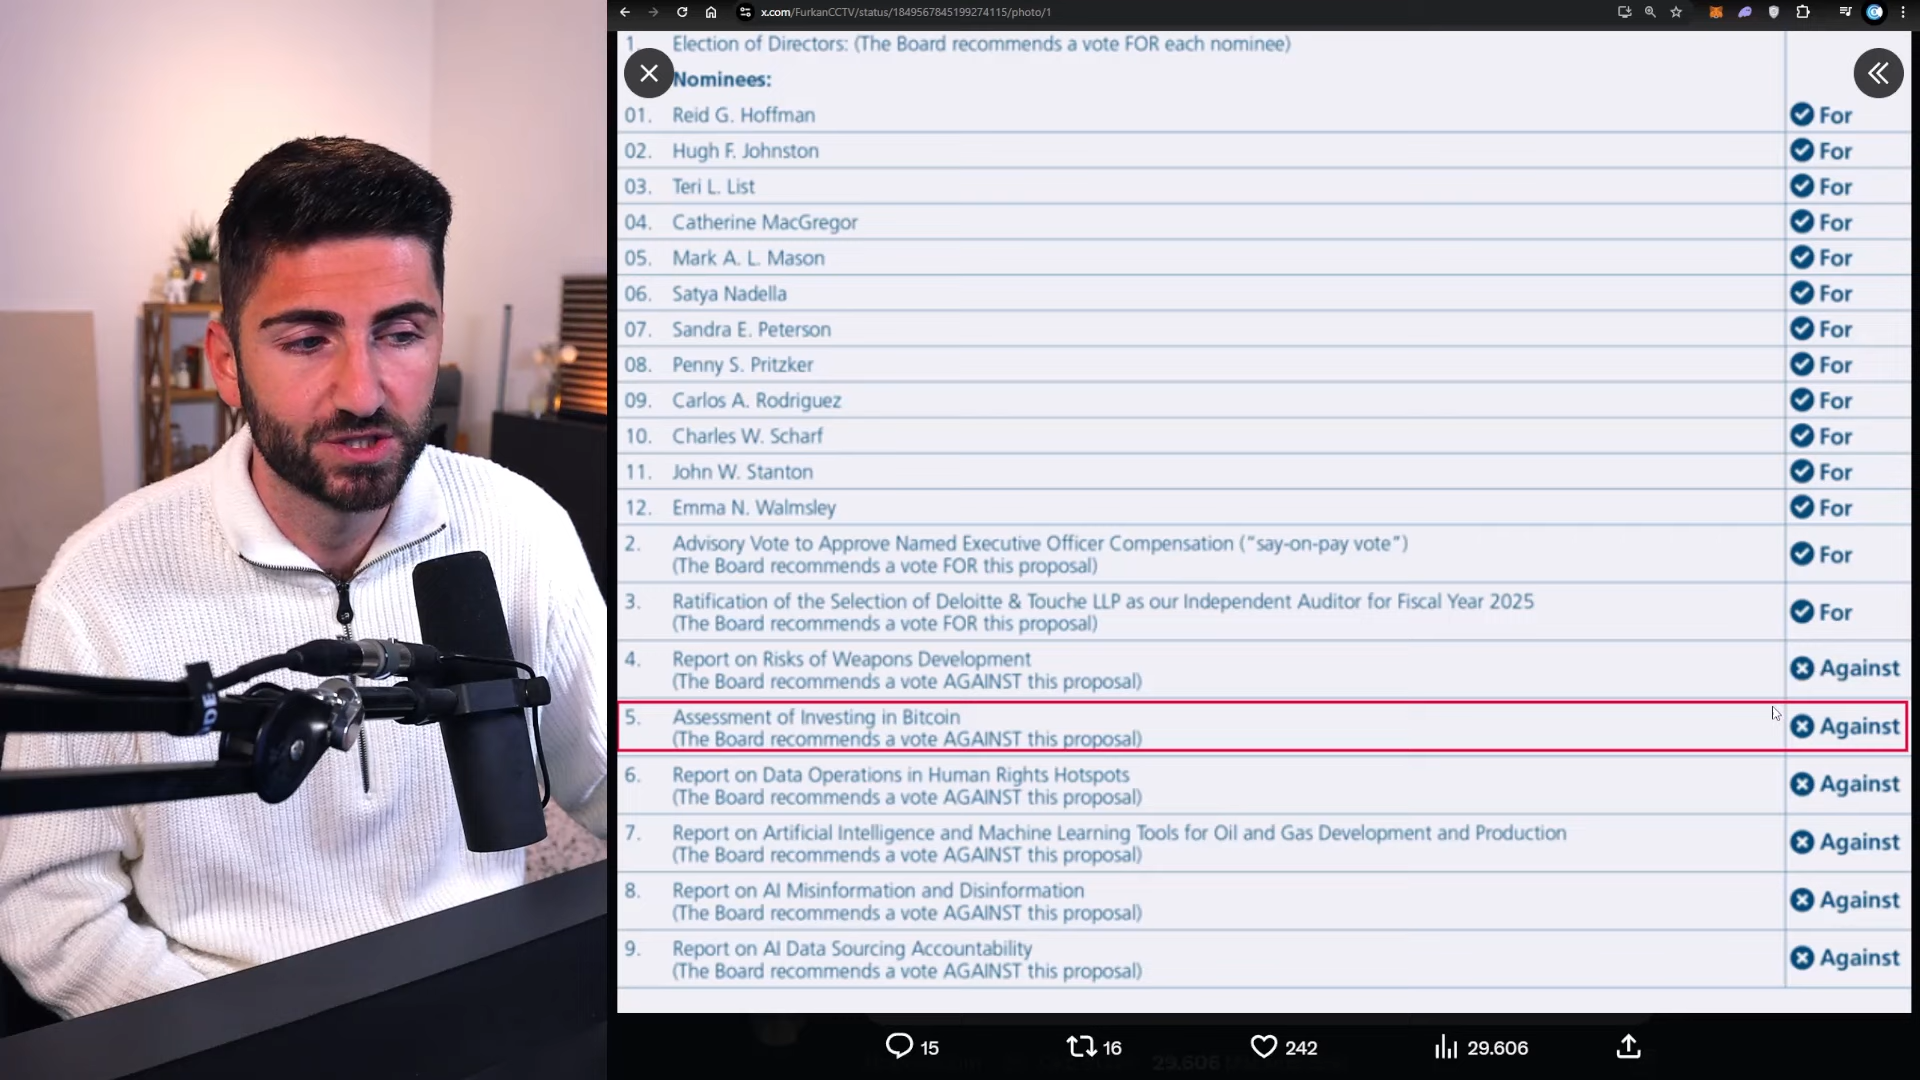 x.com/FurkanCCTV/status/1849567845199274115/photo/1
1. Election of Directors: (The Board recommends a vote FOR each nominee)
Nominees:
01. Reid G. Hoffman For
02. Hugh F. Johnston For
03. Teri L. List For
04. Catherine MacGregor For
05. Mark A. L. Mason For
06. Satya Nadella For
07. Sandra E. Peterson For
08. Penny S. Pritzker For
09. Carlos A. Rodriguez For
10. Charles W. Scharf For
11. John W. Stanton For
12. Emma N. Walmsley For
2. Advisory Vote to Approve Named Executive Officer Compensation (“say-on-pay vote”)
(The Board recommends a vote FOR this proposal) For
3. Ratification of the Selection of Deloitte & Touche LLP as our Independent Auditor for Fiscal Year 2025
(The Board recommends a vote FOR this proposal) For
4. Report on Risks of Weapons Development
(The Board recommends a vote AGAINST this proposal) Against
5. Assessment of Investing in Bitcoin
(The Board recommends a vote AGAINST this proposal) Against
6. Report on Data Operations in Human Rights Hotspots
(The Board recommends a vote AGAINST this proposal) Against
7. Report on Artificial Intelligence and Machine Learning Tools for Oil and Gas Development and Production
(The Board recommends a vote AGAINST this proposal) Against
8. Report on AI Misinformation and Disinformation
(The Board recommends a vote AGAINST this proposal) Against
9. Report on AI Data Sourcing Accountability
(The Board recommends a vote AGAINST this proposal) Against
15 16 242 29.606
29.606